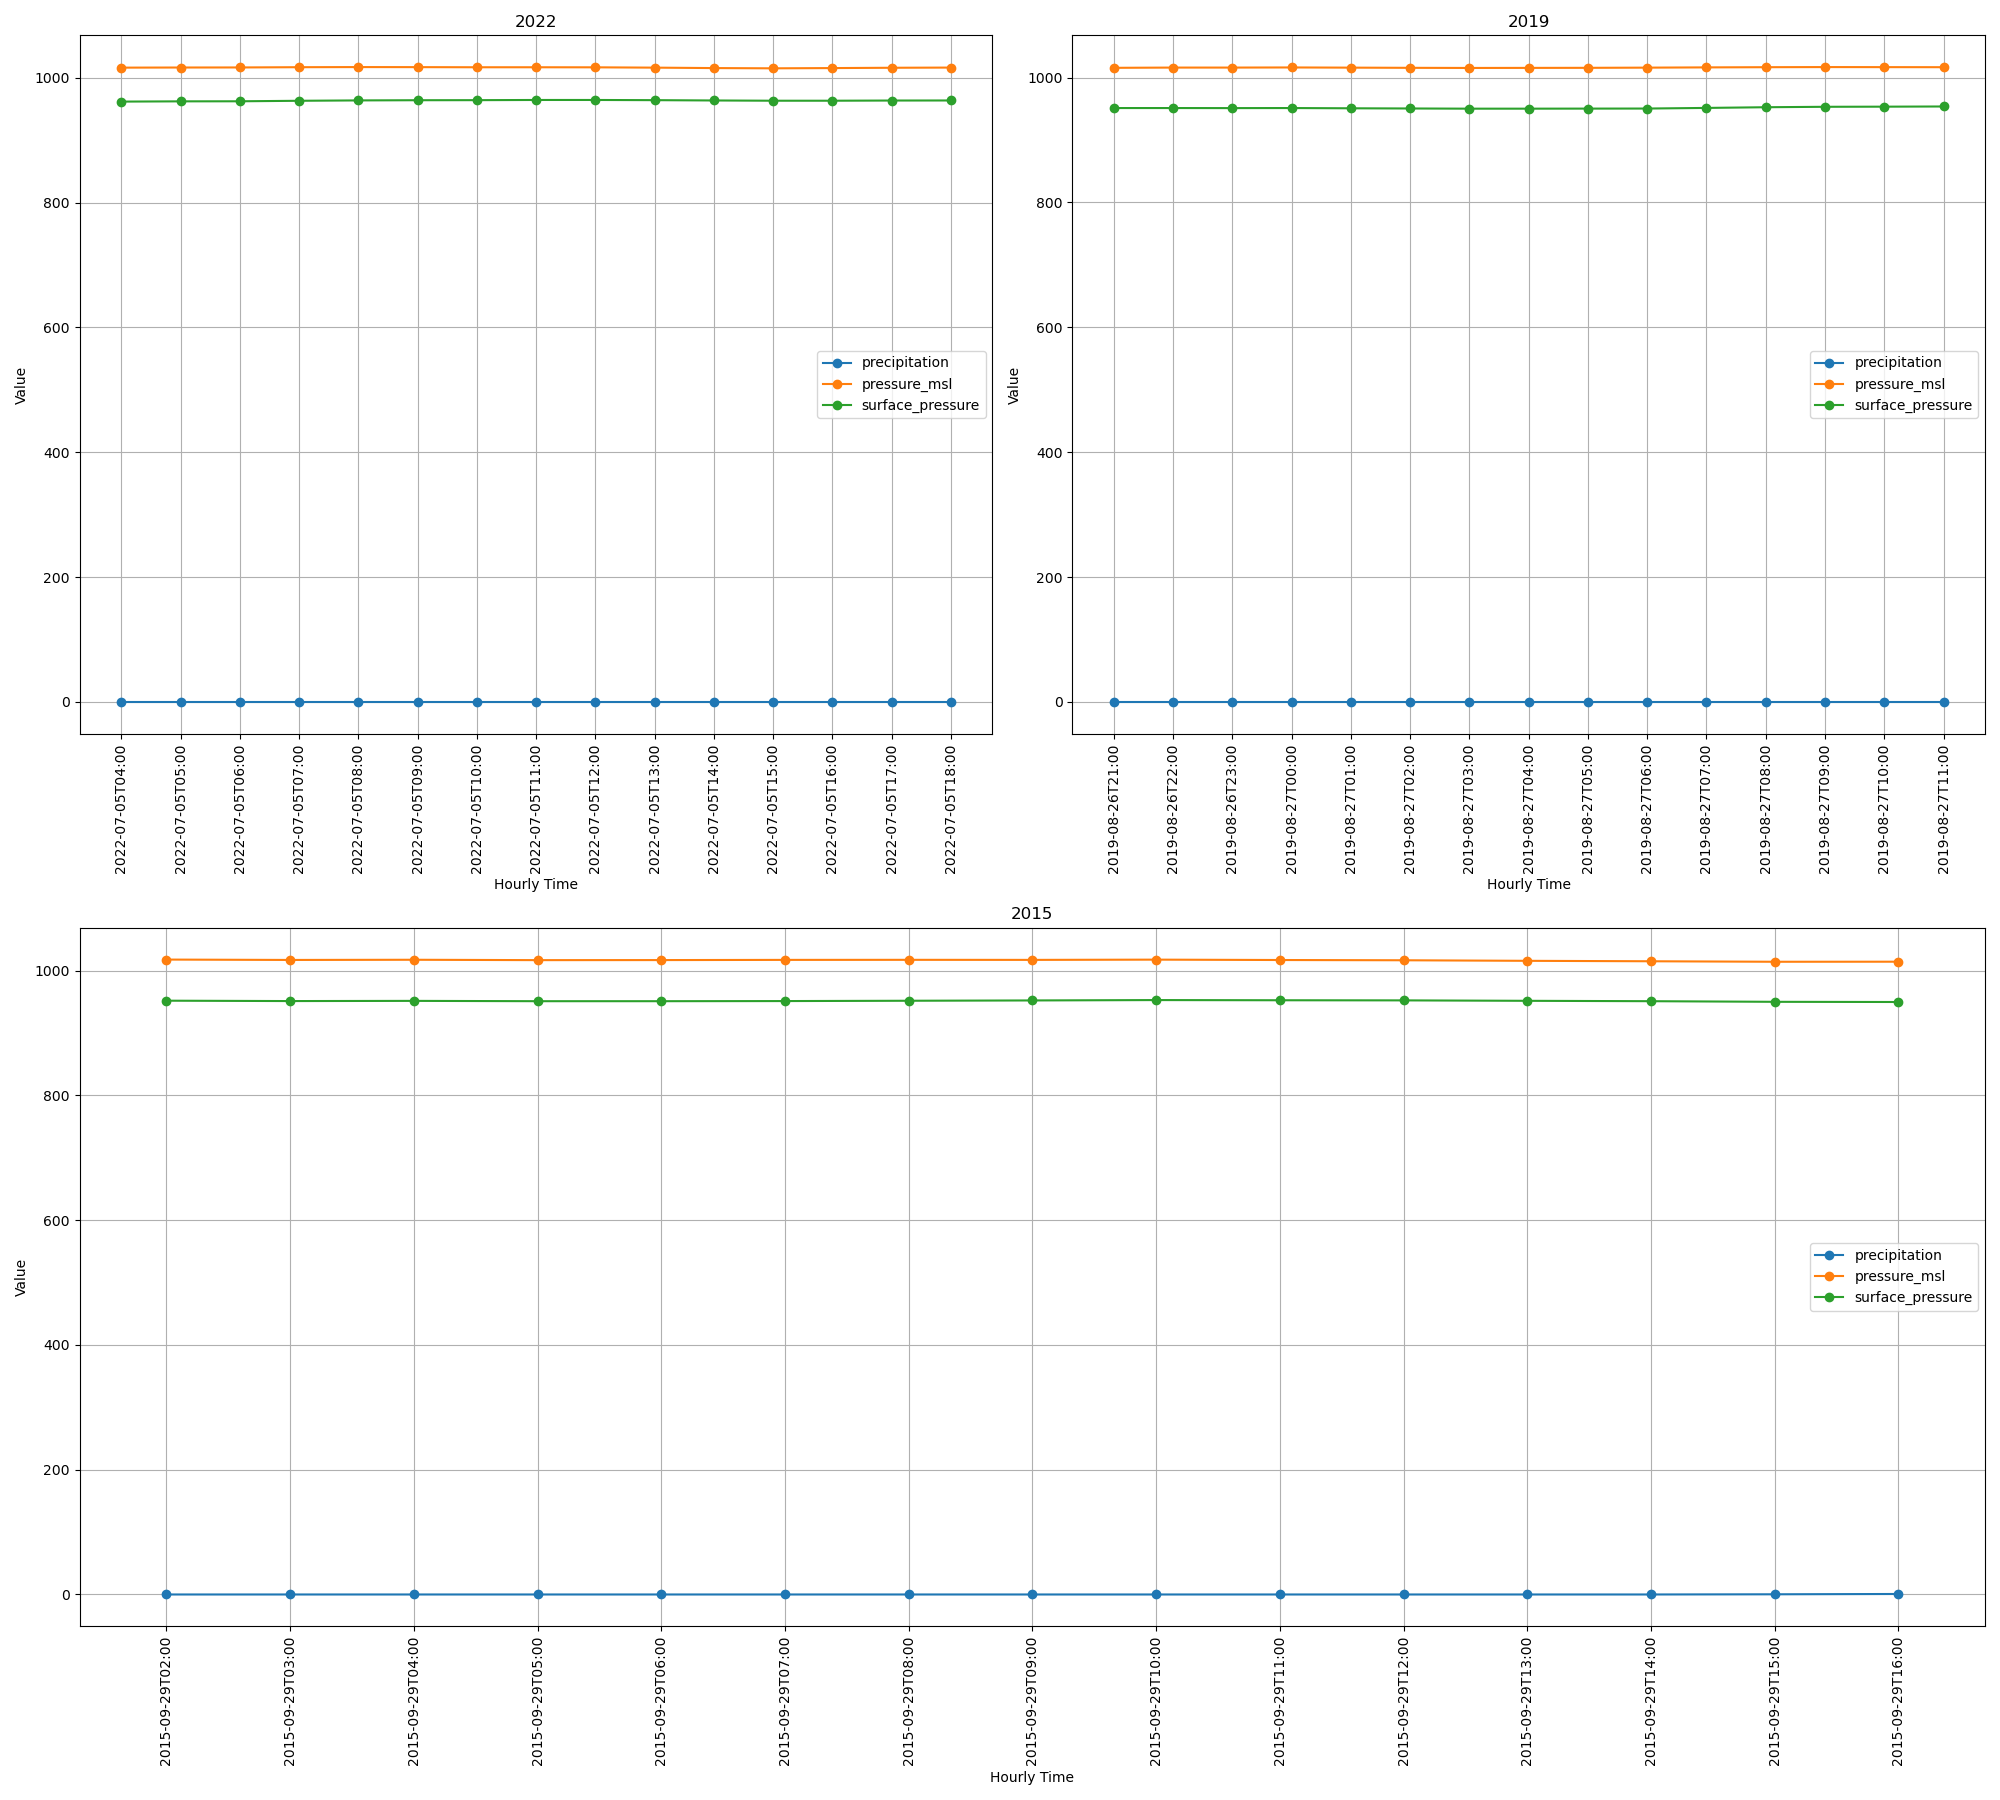 2022
1000
800
600
400
200
0
Value
precipitation
pressure_msl
surface_pressure
2022-07-05T04:00
2022-07-05T05:00
2022-07-05T06:00
2022-07-05T07:00
2022-07-05T08:00
2022-07-05T09:00
2022-07-05T10:00
2022-07-05T11:00
2022-07-05T12:00
2022-07-05T13:00
2022-07-05T14:00
2022-07-05T15:00
2022-07-05T16:00
2022-07-05T17:00
2022-07-05T18:00
Hourly Time
2019
1000
800
600
400
200
0
Value
precipitation
pressure_msl
surface_pressure
2019-08-26T21:00
2019-08-26T22:00
2019-08-26T23:00
2019-08-27T00:00
2019-08-27T01:00
2019-08-27T02:00
2019-08-27T03:00
2019-08-27T04:00
2019-08-27T05:00
2019-08-27T06:00
2019-08-27T07:00
2019-08-27T08:00
2019-08-27T09:00
2019-08-27T10:00
2019-08-27T11:00
Hourly Time
2015
1000
800
600
400
200
0
Value
precipitation
pressure_msl
surface_pressure
2015-09-29T02:00
2015-09-29T03:00
2015-09-29T04:00
2015-09-29T05:00
2015-09-29T06:00
2015-09-29T07:00
2015-09-29T08:00
2015-09-29T09:00
2015-09-29T10:00
2015-09-29T11:00
2015-09-29T12:00
2015-09-29T13:00
2015-09-29T14:00
2015-09-29T15:00
2015-09-29T16:00
Hourly Time